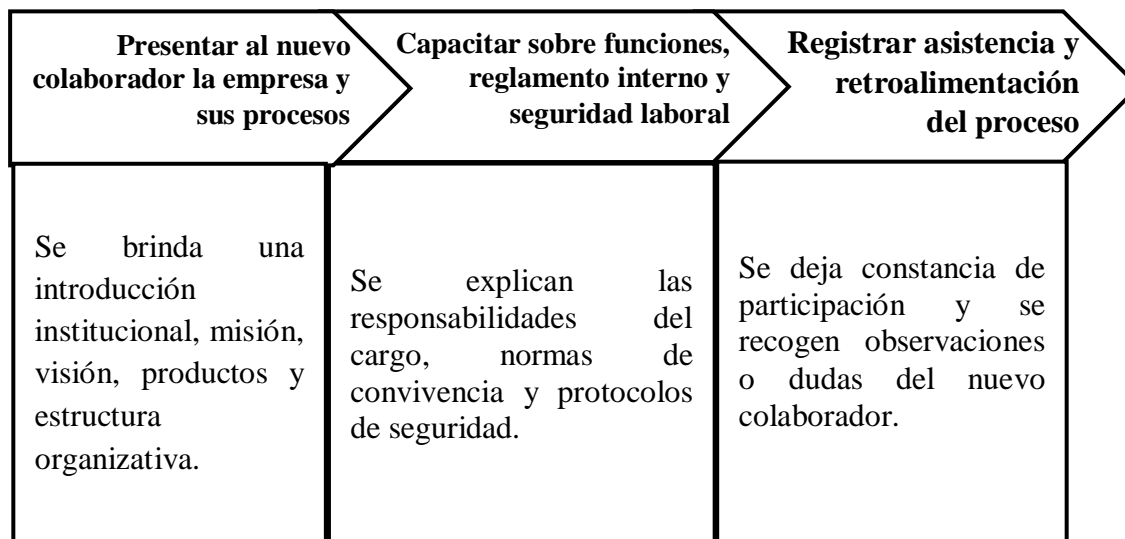 Presentar al nuevo
colaborador la empresa y
sus procesos
Capacitar sobre funciones,
reglamento interno y
seguridad laboral
Registrar asistencia y
retroalimentación
del proceso
Se brinda una
introducción
institucional, misión,
visión, productos y
estructura
organizativa.
Se explican las
responsabilidades del
cargo, normas de
convivencia y protocolos
de seguridad.
Se deja constancia de
participación y se
recogen observaciones
o dudas del nuevo
colaborador.